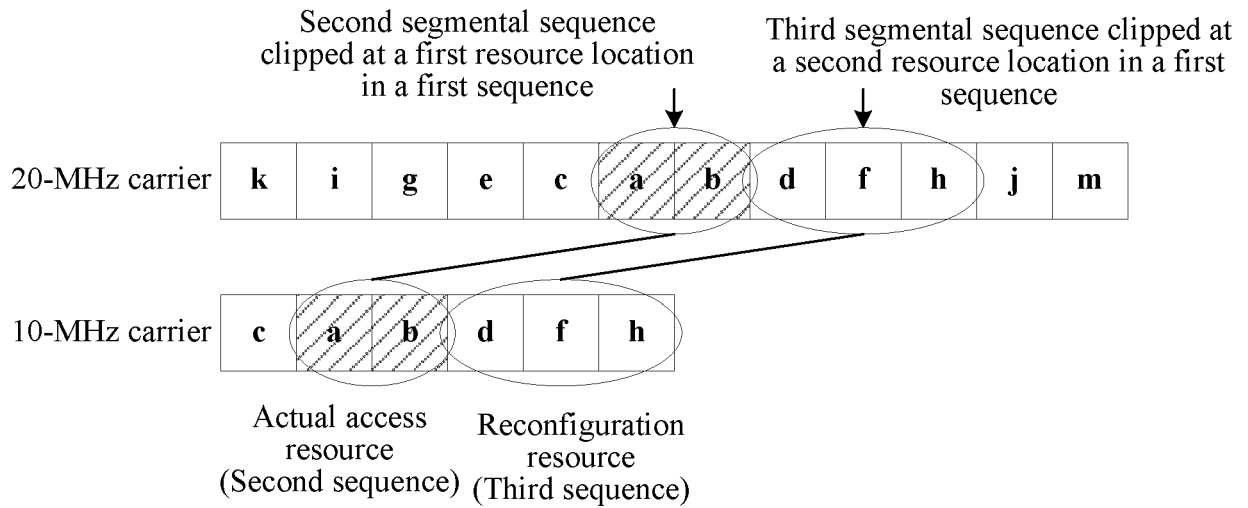 Second segmental sequence
clipped at a first resource location
in a first sequence
Third segmental sequence clipped at
a second resource location in a first
sequence
20-MHz carrier k i g e c a b d f h j m
10-MHz carrier c a b d f h
Actual access
resource
(Second sequence)
Reconfiguration
resource
(Third sequence)